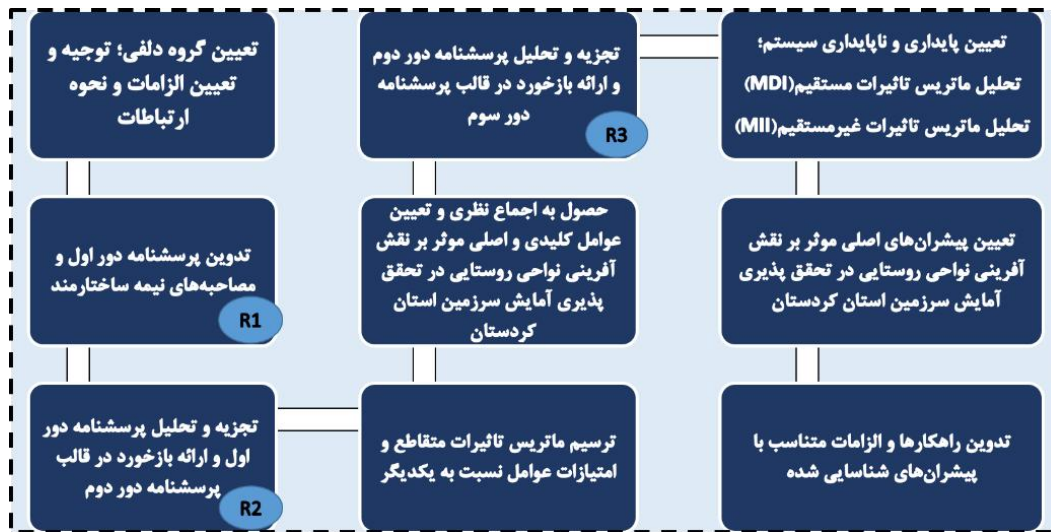 تعیین گروه دلفی؛ توجیه و
تعیین الزامات و نحوه
ارتباطات
تدوین پرسشنامه دور اول و
مصاحبه‌های نیمه ساختارمند
R1
تجزیه و تحلیل پرسشنامه دور
اول و ارائه بازخورد در قالب
پرسشنامه دور دوم
R2
ترسیم ماتریس تاثیرات متقاطع و
امتیازات عوامل نسبت به یکدیگر
حصول به اجماع نظری و تعیین
عوامل کلیدی و اصلی موثر بر نقش
آفرینی نواحی روستایی در تحقق
پذیری آمایش سرزمین استان
کردستان
تجزیه و تحلیل پرسشنامه دور دوم
و ارائه بازخورد در قالب پرسشنامه
دور سوم
R3
تعیین پایداری و ناپایداری سیستم؛
تحلیل ماتریس تاثیرات مستقیم(MDI)
تحلیل ماتریس تاثیرات غیرمستقیم(MII)
تعیین پیشران‌های اصلی موثر بر نقش
آفرینی نواحی روستایی در تحقق پذیری
آمایش سرزمین استان کردستان
تدوین راهکارها و الزامات متناسب با
پیشران‌های شناسایی شده